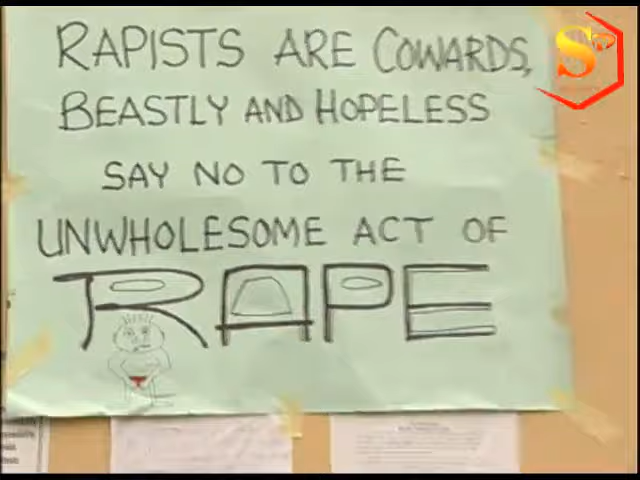 RAPISTS ARE COWARDS,
BEASTLY AND HOPELESS
SAY NO TO THE
UNWHOLESOME ACT OF
RAPE